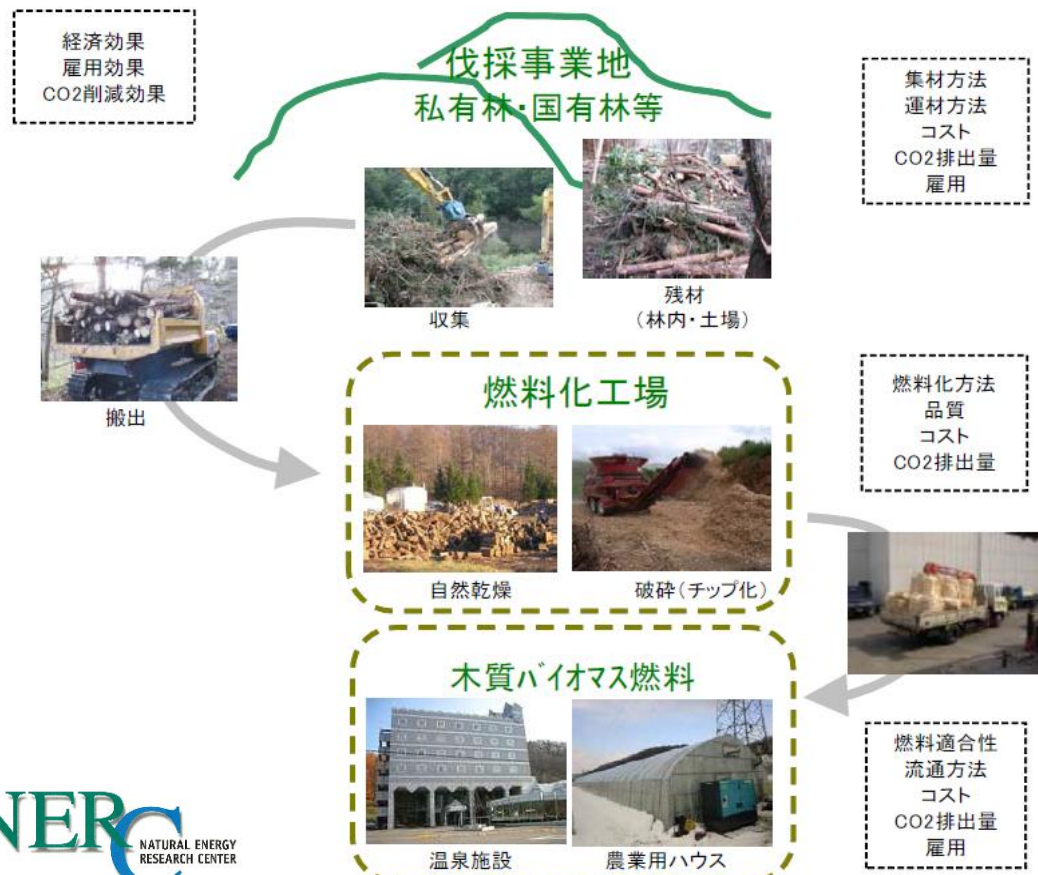 経済効果
雇用効果
CO2削減効果
伐採事業地
私有林・国有林等
集材方法
運材方法
コスト
CO2排出量
雇用
収集
残材
(林内・土場)
搬出
燃料化工場
燃料化方法
品質
コスト
CO2排出量
自然乾燥
破砕(チップ化)
木質バイオマス燃料
燃料適合性
流通方法
コスト
CO2排出量
雇用
温泉施設
農業用ハウス
NERC
NATURAL ENERGY
RESEARCH CENTER